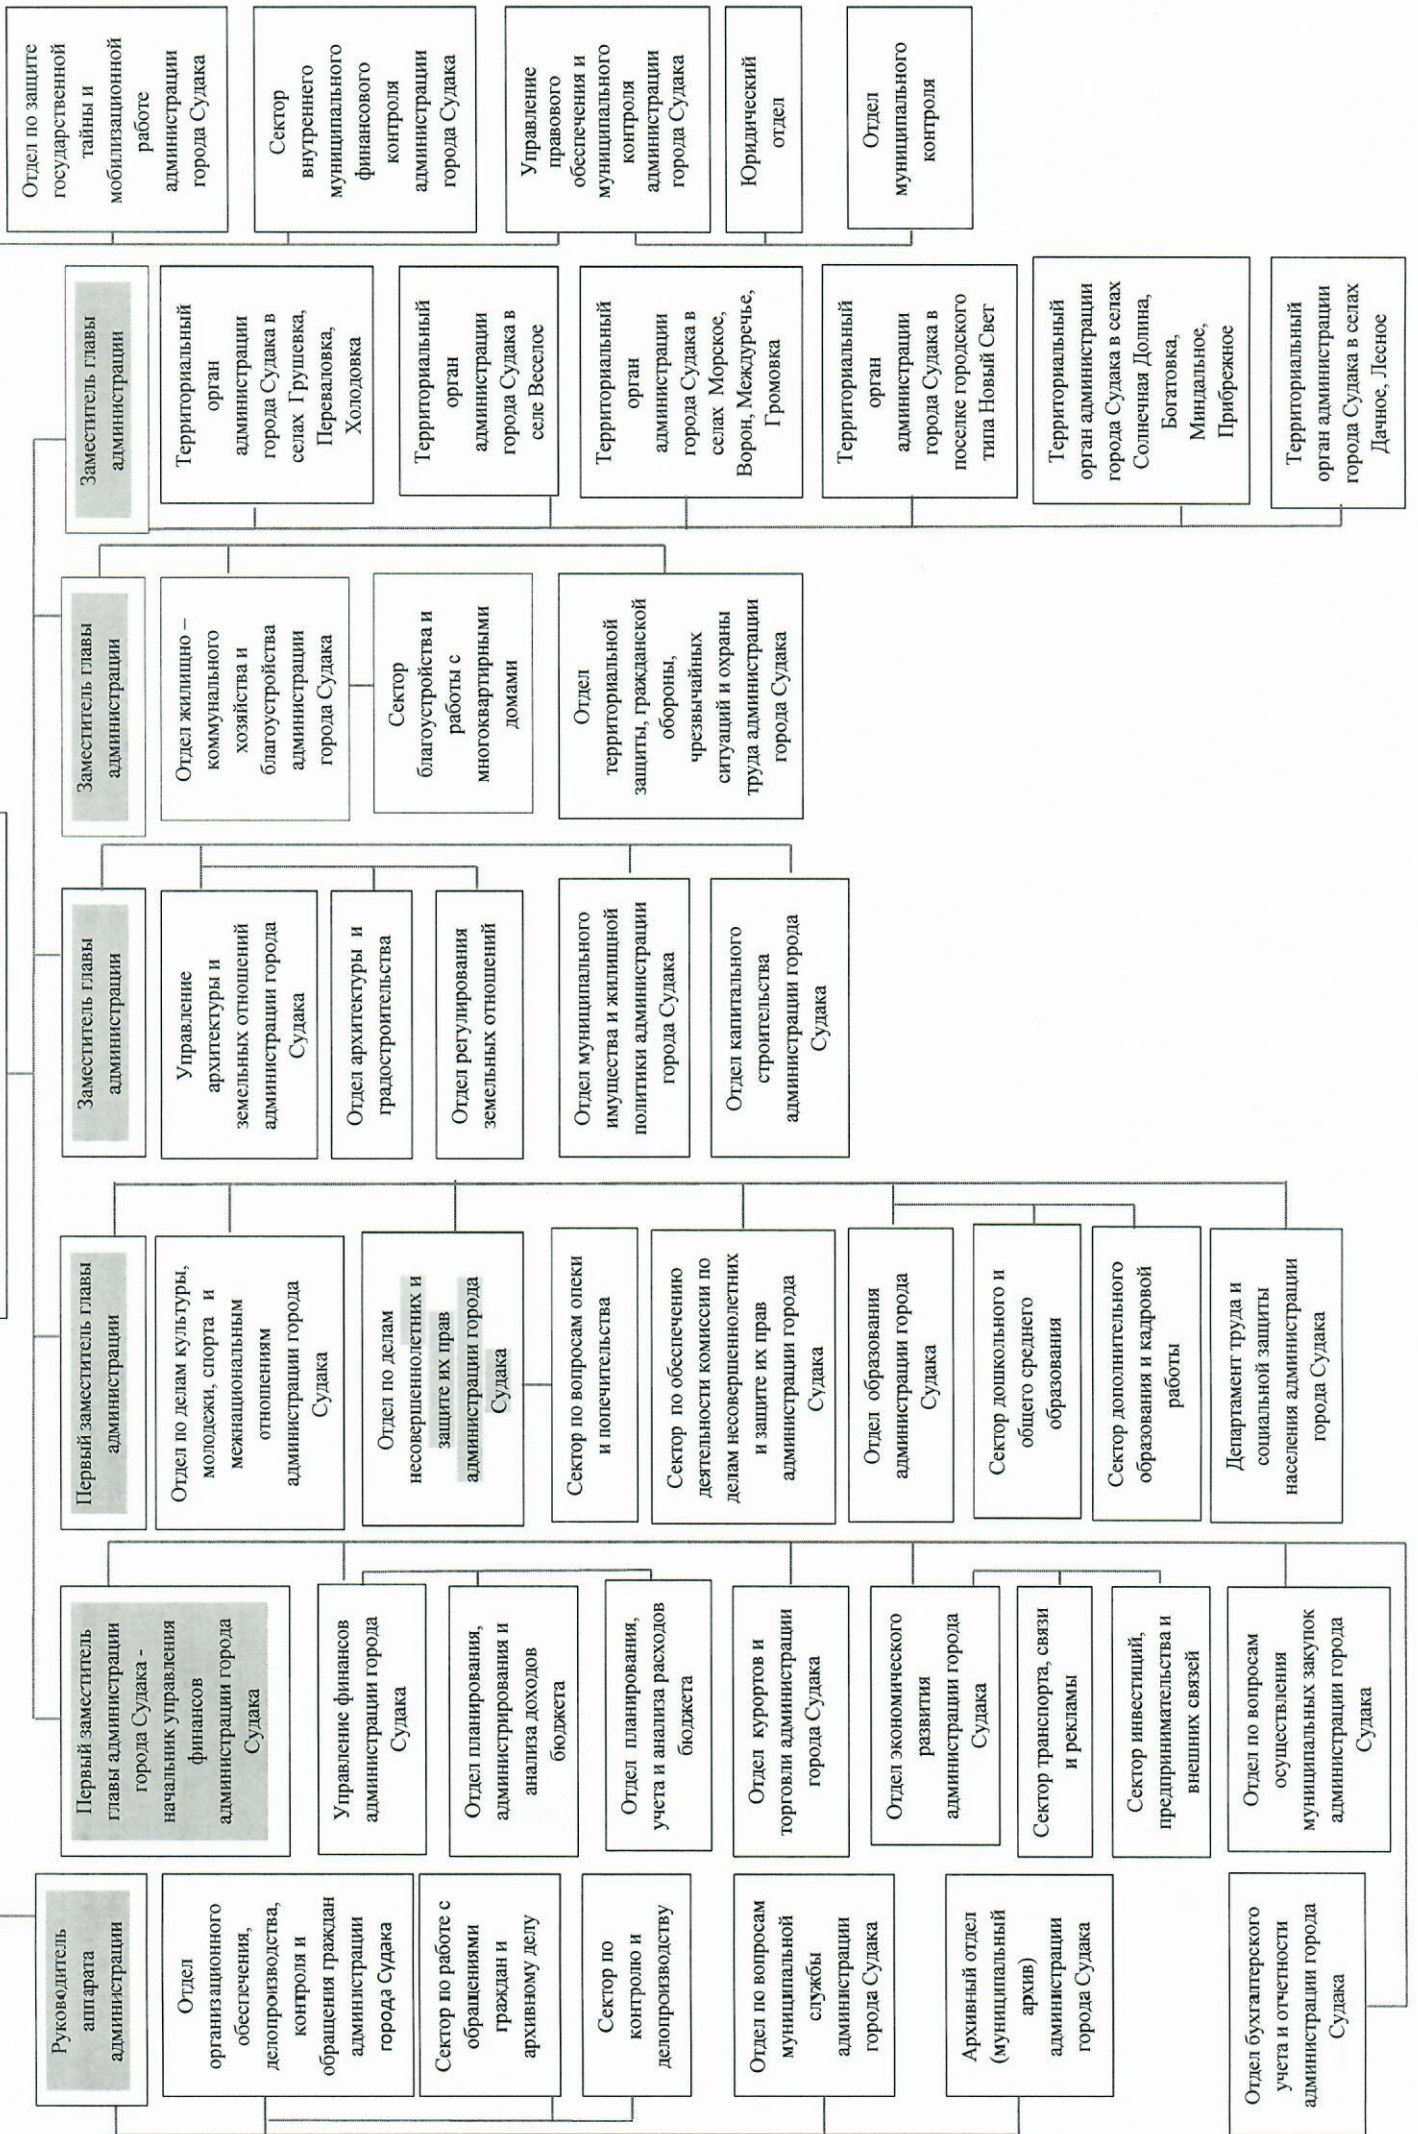 Руководитель
аппарата
администрации
Отдел
организационного
обеспечения,
делопроизводства,
контроля и
обращения граждан
администрации
города Судака
Сектор по работе с
обращениями
граждан и
архивному делу
Сектор по
контролю и
делопроизводству
Отдел по вопросам
муниципальной
службы
администрации
города Судака
Архивный отдел
(муниципальный
архив)
администрации
города Судака
Отдел бухгалтерского
учета и отчетности
администрации города
Судака
Первый заместитель
главы администрации
города Судака -
начальник управления
финансов
администрации города
Судака
Управление финансов
администрации города
Судака
Отдел планирования,
администрирования и
анализа доходов
бюджета
Отдел планирования,
учета и анализа расходов
бюджета
Отдел курортов и
торговли администрации
города Судака
Отдел экономического
развития
администрации города
Судака
Сектор транспорта, связи
и рекламы
Сектор инвестиций,
предпринимательства и
внешних связей
Отдел по вопросам
осуществления
муниципальных закупок
администрации города
Судака
Первый заместитель главы
администрации
Отдел по делам культуры,
молодежи, спорта и
межнациональным
отношениям
администрации города
Судака
Отдел по делам
несовершеннолетних и
защите их прав
администрации города
Судака
Сектор по вопросам опеки
и попечительства
Сектор по обеспечению
деятельности комиссии по
делам несовершеннолетних
и защите их прав
администрации города
Судака
Отдел образования
администрации города
Судака
Сектор дошкольного и
общего среднего
образования
Сектор дополнительного
образования и кадровой
работы
Департамент труда и
социальной защиты
населения администрации
города Судака
Заместитель главы
администрации
Управление
архитектуры и
земельных отношений
администрации города
Судака
Отдел архитектуры и
градостроительства
Отдел регулирования
земельных отношений
Отдел муниципального
имущества и жилищной
политики администрации
города Судака
Отдел капитального
строительства
администрации города
Судака
Заместитель главы
администрации
Отдел жилищно –
коммунального
хозяйства и
благоустройства
администрации
города Судака
Сектор
благоустройства и
работы с
многоквартирными
домами
Отдел
территориальной
защиты, гражданской
обороны,
чрезвычайных
ситуаций и охраны
труда администрации
города Судака
Заместитель главы
администрации
Территориальный
орган
администрации
города Судака в
селах Грушевка,
Переваловка,
Холодовка
Территориальный
орган
администрации
города Судака в
селе Веселое
Территориальный
орган
администрации
города Судака в
селах Морское,
Ворон, Междуречье,
Громовка
Территориальный
орган
администрации
города Судака в
поселке городского
типа Новый Свет
Территориальный
орган администрации
города Судака в селах
Солнечная Долина,
Богатовка,
Миндальное,
Прибрежное
Территориальный
орган администрации
города Судака в селах
Дачное, Лесное
Отдел по защите
государственной
тайны и
мобилизационной
работе
администрации
города Судака
Сектор
внутреннего
муниципального
финансового
контроля
администрации
города Судака
Управление
правового
обеспечения и
муниципального
контроля
администрации
города Судака
Юридический
отдел
Отдел
муниципального
контроля